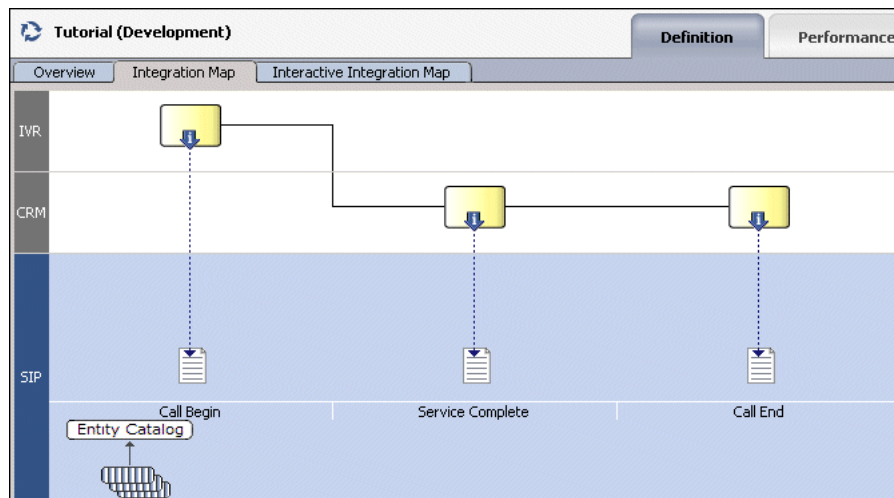 Tutorial (Development)
Definition
Performance
Overview
Integration Map
Interactive Integration Map
IVR
CRM
SIP
Call Begin
Service Complete
Call End
Entity Catalog